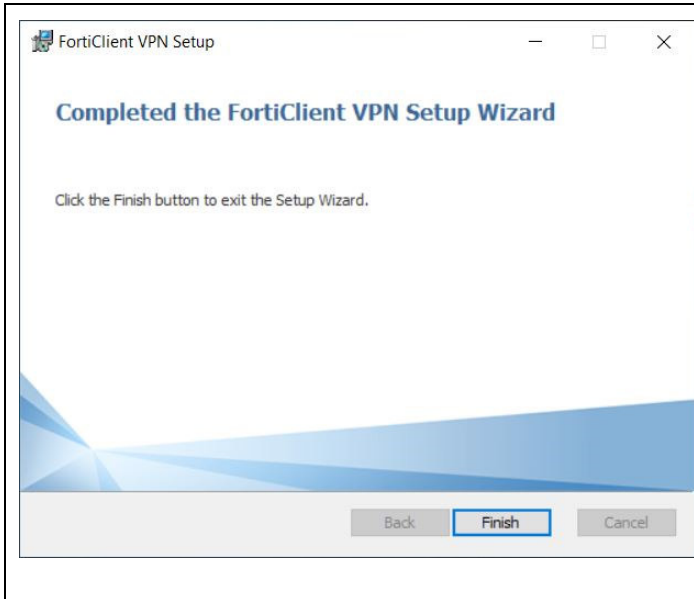 FortiClient VPN Setup
Completed the FortiClient VPN Setup Wizard
Click the Finish button to exit the Setup Wizard.
Back Finish Cancel